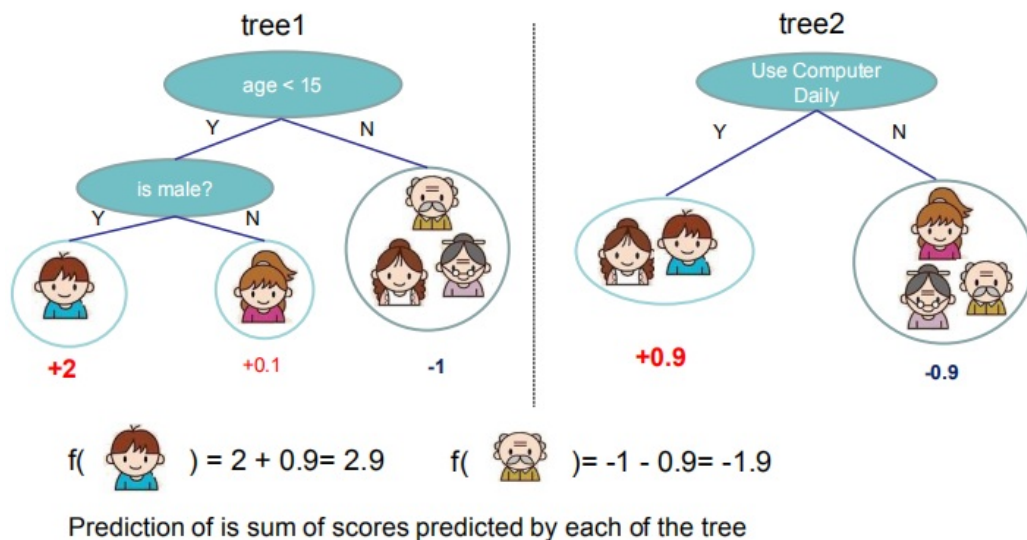 tree1
tree2
age < 15
Use Computer
Daily
Y
N
Y
N
is male?
Y
N
+2
+0.1
-1
+0.9
-0.9
f( ) = 2 + 0.9= 2.9
f( )= -1 - 0.9= -1.9
Prediction of is sum of scores predicted by each of the tree